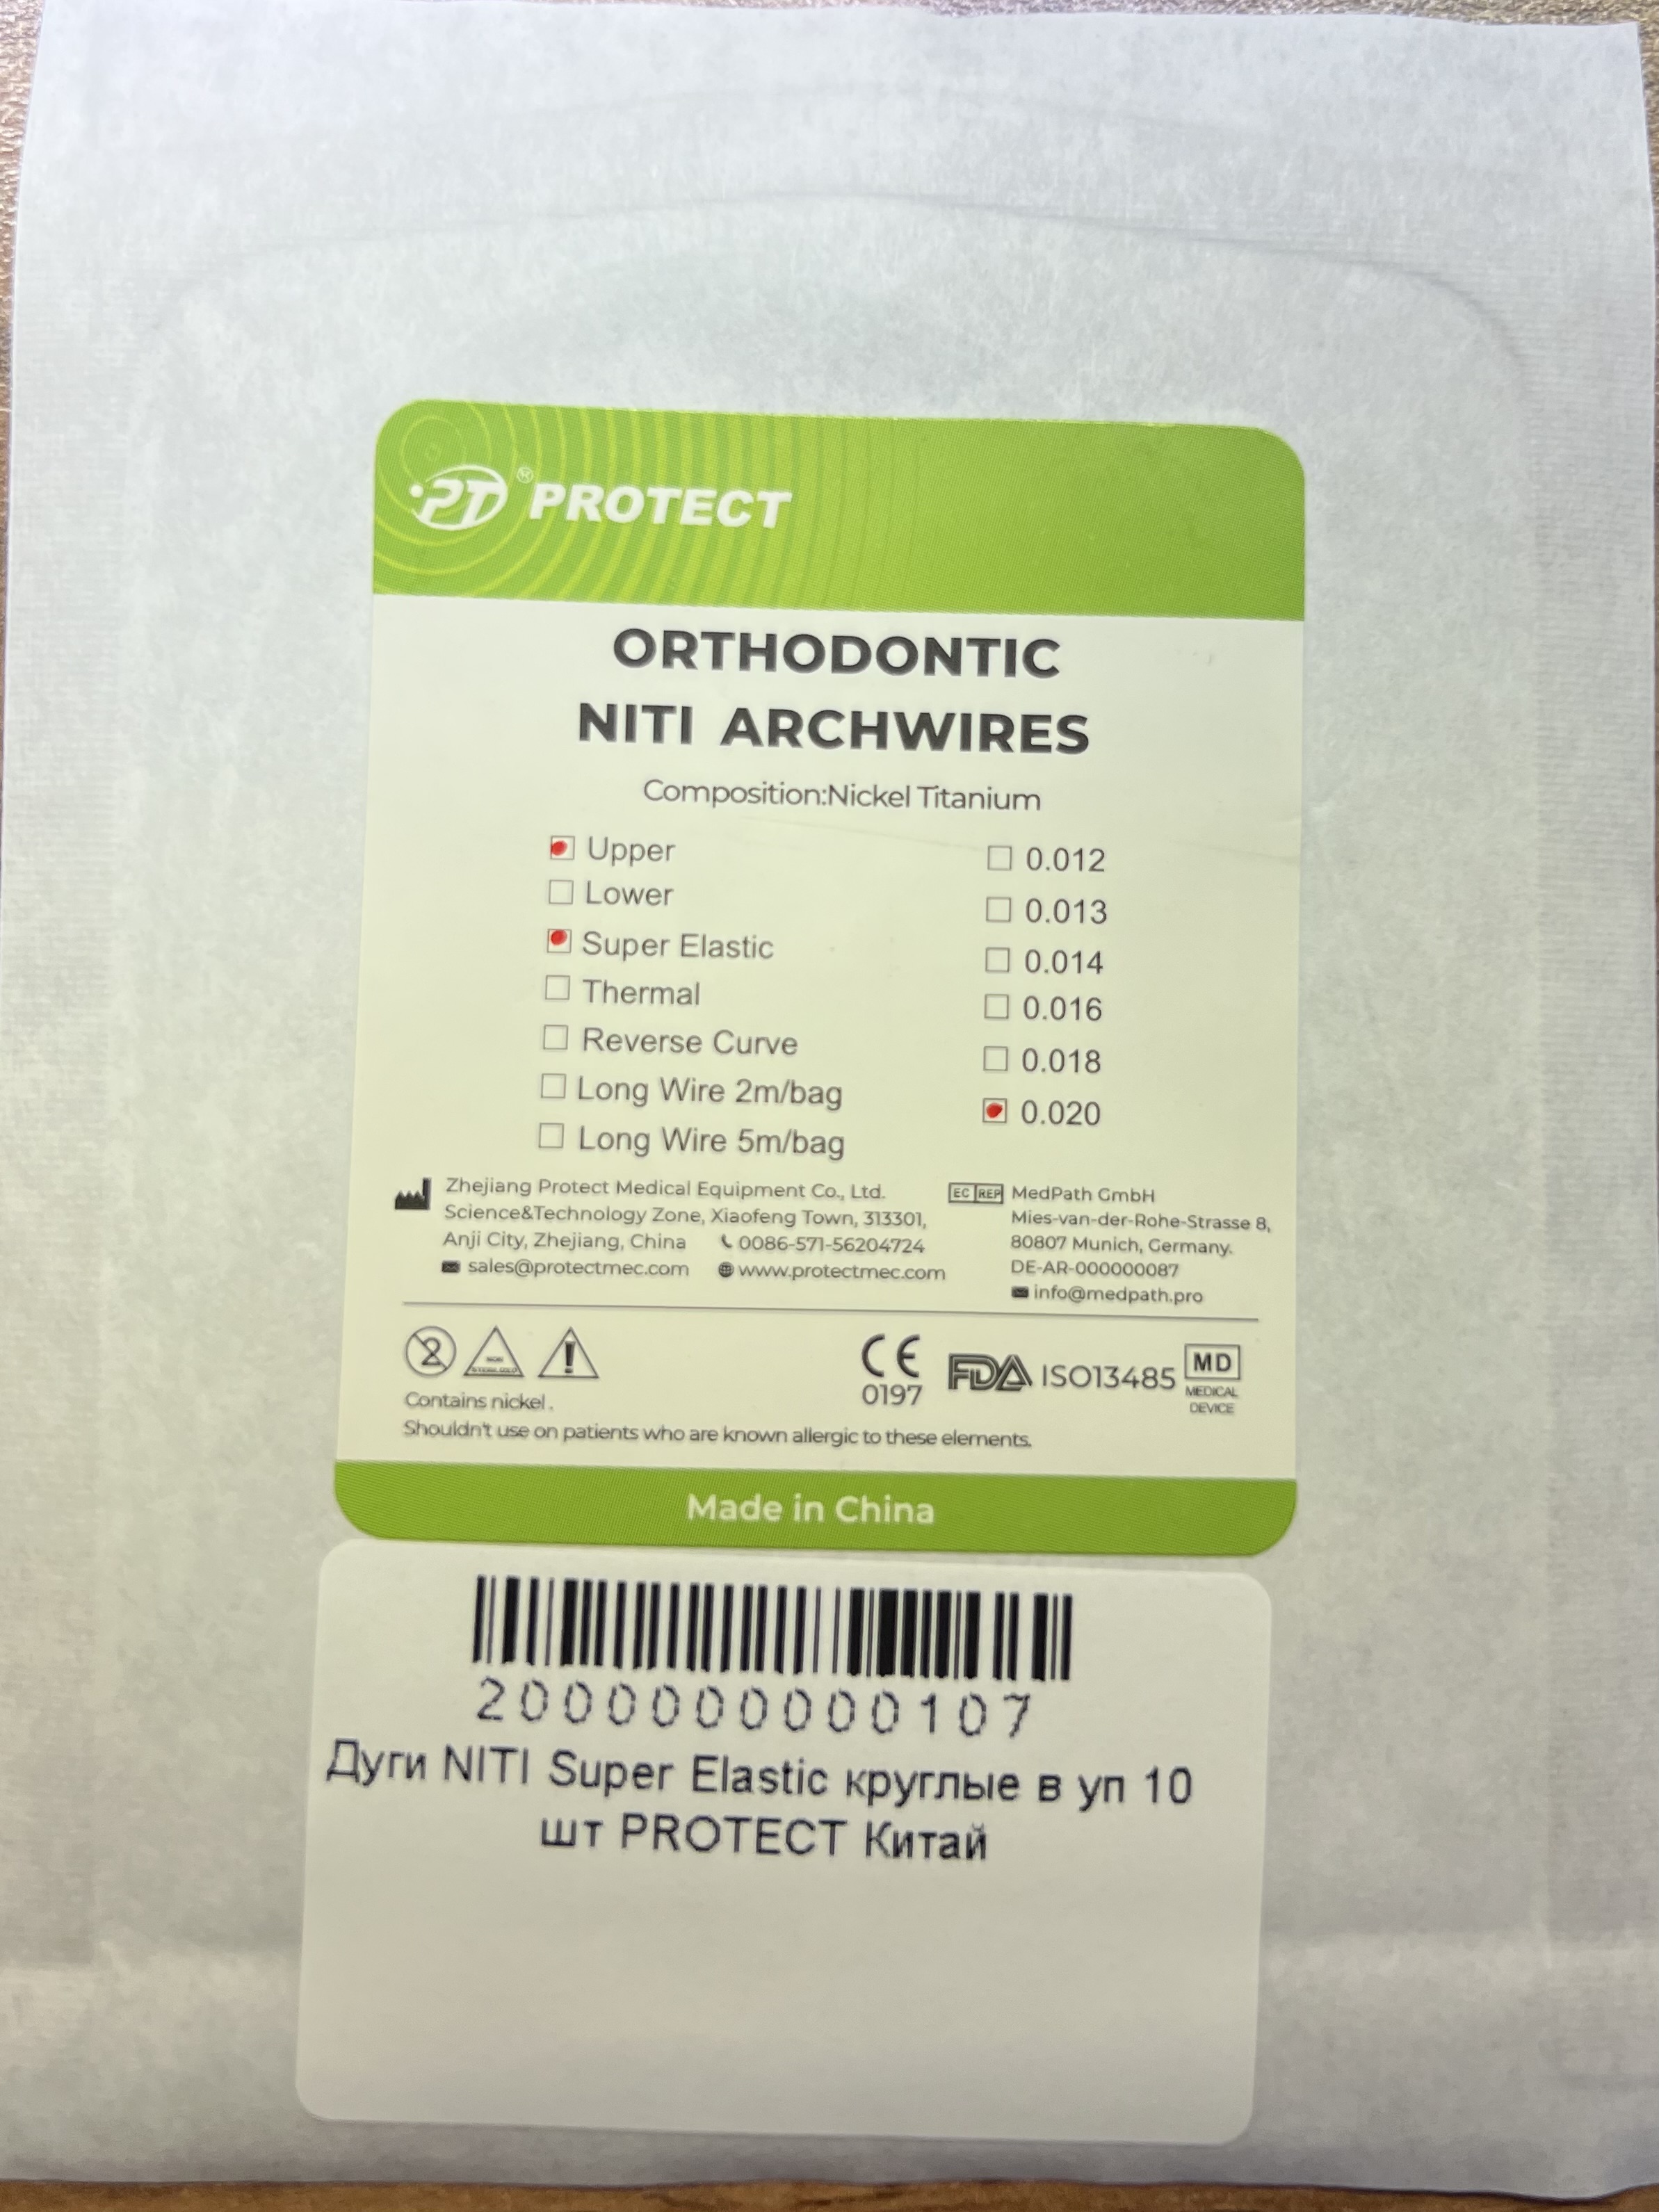 PT® PROTECT
ORTHODONTIC
NITI ARCHWIRES
Composition:Nickel Titanium
Upper
Lower
Super Elastic
Thermal
Reverse Curve
Long Wire 2m/bag
Long Wire 5m/bag
0.012
0.013
0.014
0.016
0.018
0.020
Zhejiang Protect Medical Equipment Co., Ltd.
Science&Technology Zone, Xiaofeng Town, 313301,
Anji City, Zhejiang, China 0086-571-56204724
sales@protectmec.com www.protectmec.com
EC REP MedPath GmbH
Mies-van-der-Rohe-Strasse 8,
80807 Munich, Germany.
DE-AR-000000087
info@medpath.pro
2
CE
0197
FDA ISO13485
MD
MEDICAL
DEVICE
Contains nickel.
Shouldn't use on patients who are known allergic to these elements.
Made in China
2000000000107
Дуги NITI Super Elastic круглые в уп 10
шт PROTECT Китай